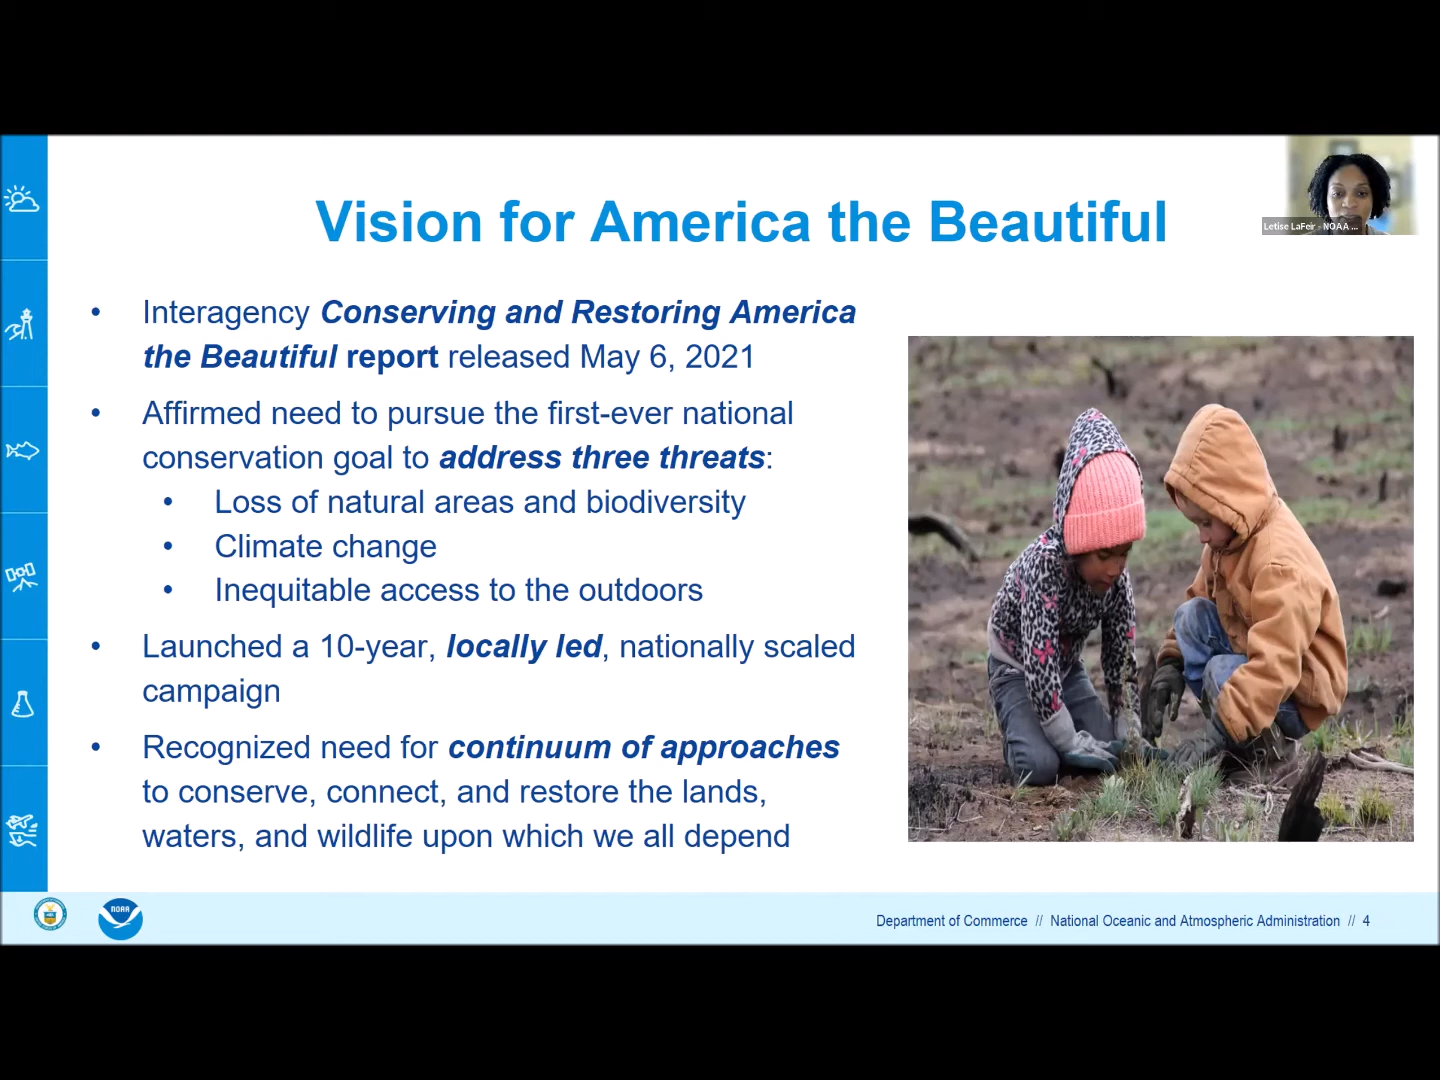 Vision for America the Beautiful
Letise LaFeir - NOAA ...
• Interagency Conserving and Restoring America
the Beautiful report released May 6, 2021
• Affirmed need to pursue the first-ever national
conservation goal to address three threats:
• Loss of natural areas and biodiversity
• Climate change
• Inequitable access to the outdoors
• Launched a 10-year, locally led, nationally scaled
campaign
• Recognized need for continuum of approaches
to conserve, connect, and restore the lands,
waters, and wildlife upon which we all depend
NOAA
Department of Commerce // National Oceanic and Atmospheric Administration // 4